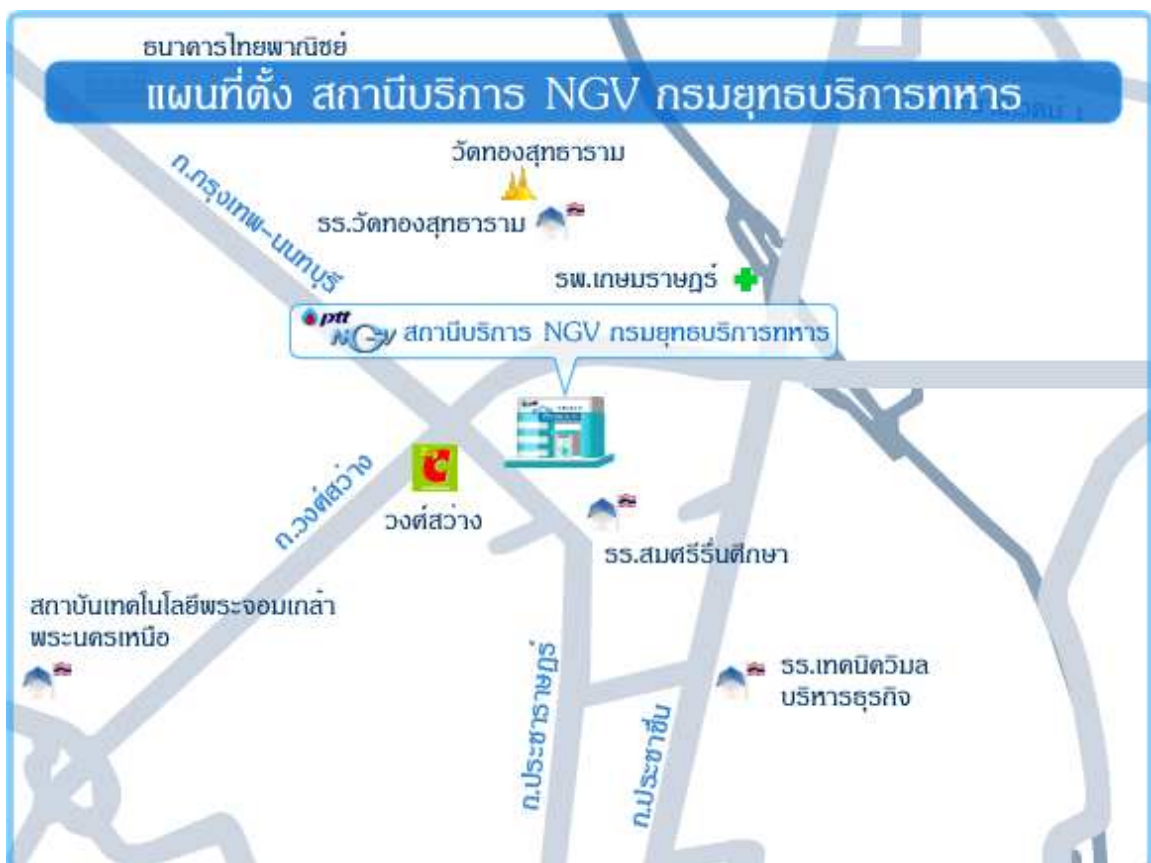 ธนาคารไทยพาณิชย์
แผนที่ตั้ง สถานีบริการ NGV กรมยุทธบริการทหาร
วัดทองสุทธาราม
ถ.กรุงเทพ-นนทบุรี
รร.วัดทองสุทธาราม
รพ.เกษมราษฎร์
ptt NGV สถานีบริการ NGV กรมยุทธบริการทหาร
ถ.วงศ์สว่าง
วงศ์สว่าง
รร.สมศรีรื่นศึกษา
สถาบันเทคโนโลยีพระจอมเกล้า
พระนครเหนือ
รร.เทคนิควิมล
บริหารธุรกิจ
ถ.ประชาราษฎร์
ถ.ประชาชื่น